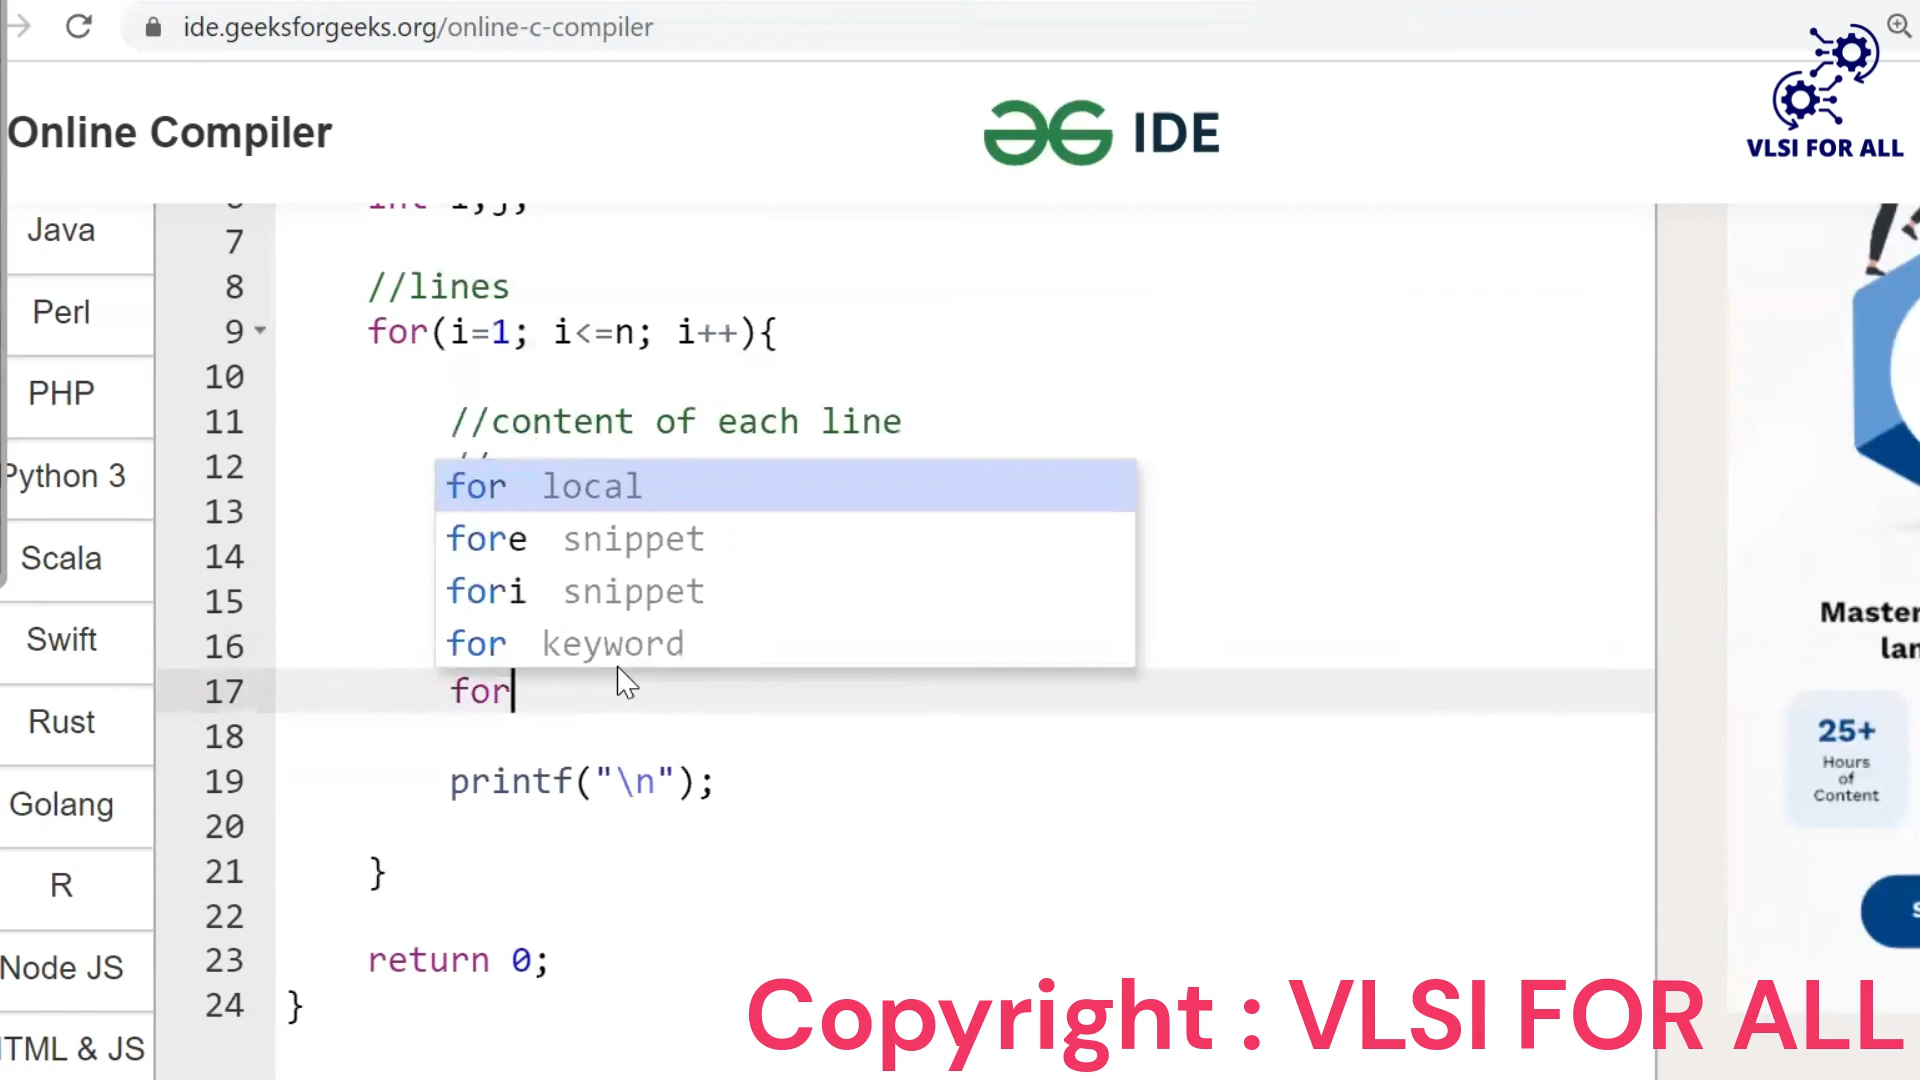 ide.geeksforgeeks.org/online-c-compiler
VLSI FOR ALL
Online Compiler
IDE
Java
Perl
PHP
Python 3
Scala
Swift
Rust
Golang
R
Node JS
HTML & JS
int i,j;
7
8 //lines
9 for(i=1; i<=n; i++){
10
11 //content of each line
12 //
13
14
15
16
17 for
18
19 printf("\n");
20
21 }
22
23 return 0;
24 }
for local
fore snippet
fori snippet
for keyword
Master
lan
25+
Hours
of
Content
Copyright : VLSI FOR ALL